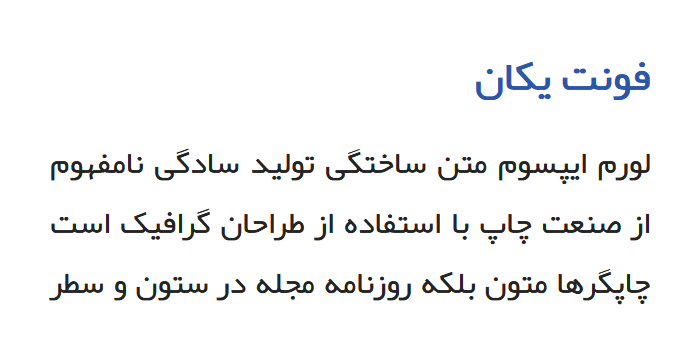 فونت یکان
لورم ایپسوم متن ساختگی تولید سادگی نامفهوم
از صنعت چاپ با استفاده از طراحان گرافیک است
چاپگرها متون بلکه روزنامه مجله در ستون و سطر